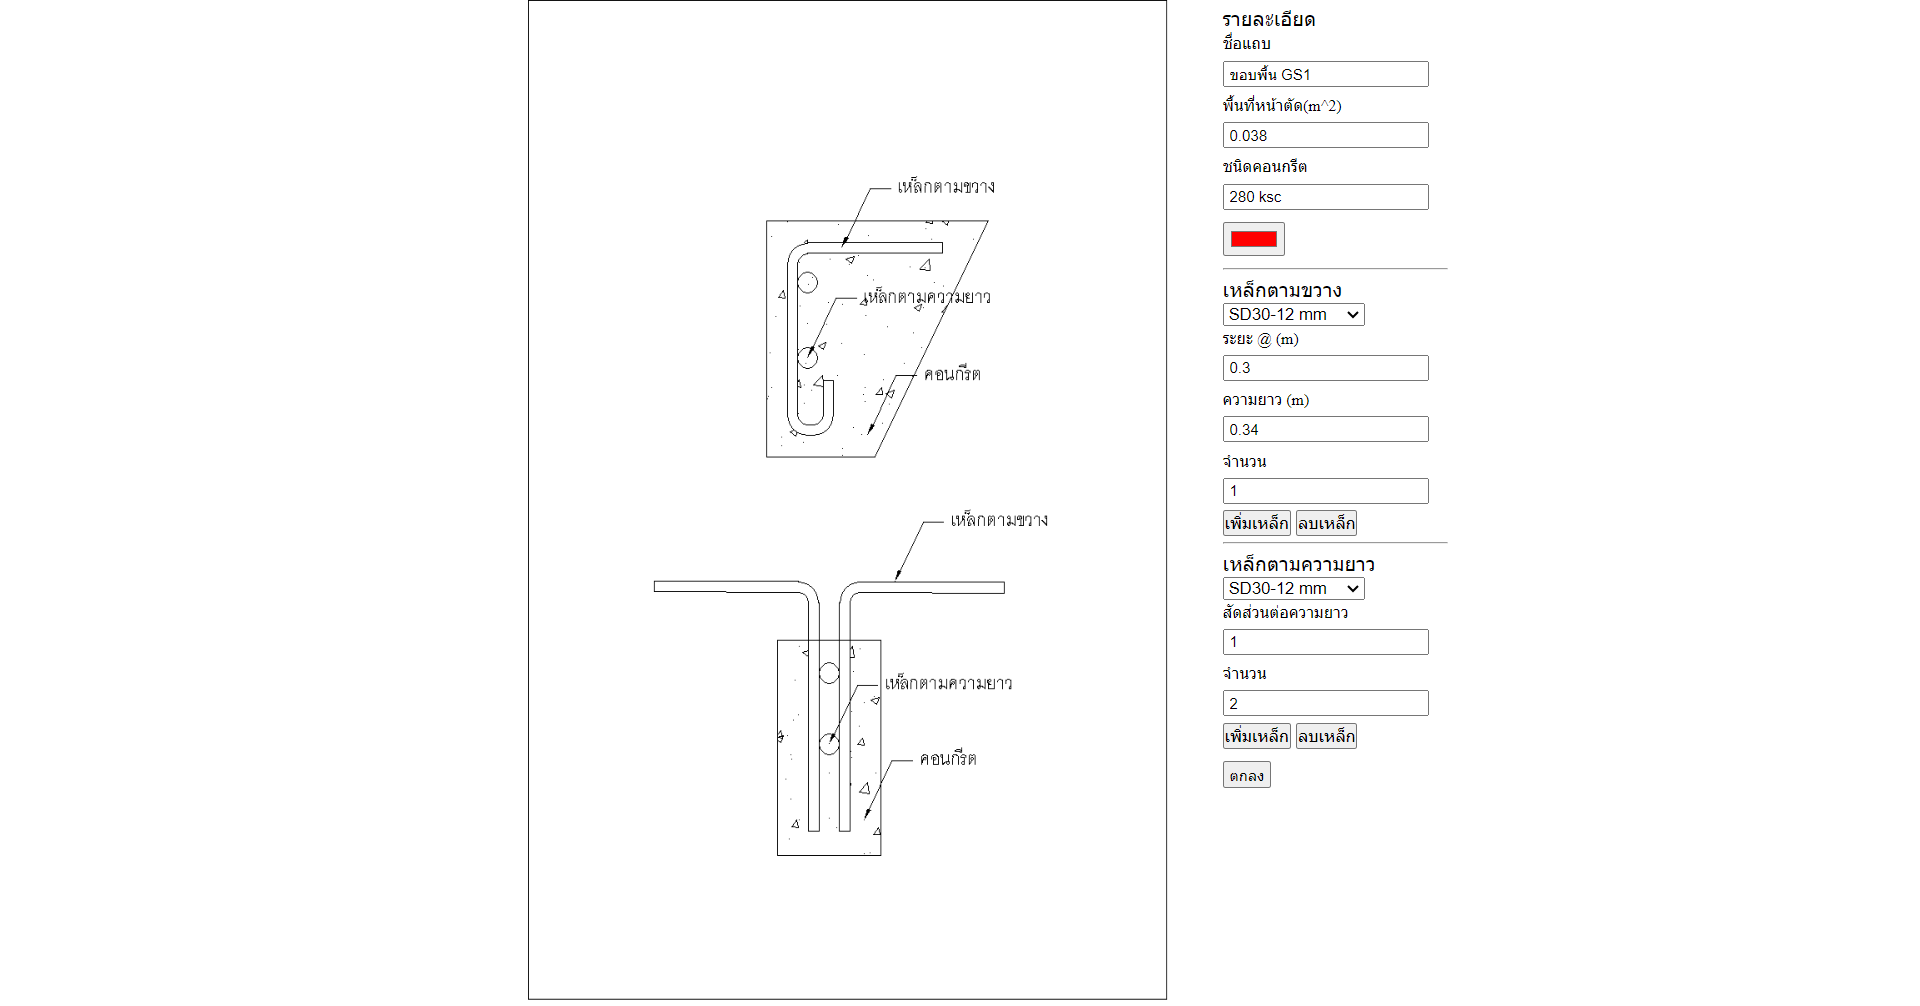 เหล็กตามขวาง
เหล็กตามความยาว
คอนกรีต
เหล็กตามขวาง
เหล็กตามความยาว
คอนกรีต
รายละเอียด
ชื่อแถบ
ขอบพื้น GS1
พื้นที่หน้าตัด(m^2)
0.038
ชนิดคอนกรีต
280 ksc
เหล็กตามขวาง
SD30-12 mm
ระยะ @ (m)
0.3
ความยาว (m)
0.34
จำนวน
1
เพิ่มเหล็ก ลบเหล็ก
เหล็กตามความยาว
SD30-12 mm
สัดส่วนต่อความยาว
1
จำนวน
2
เพิ่มเหล็ก ลบเหล็ก
ตกลง